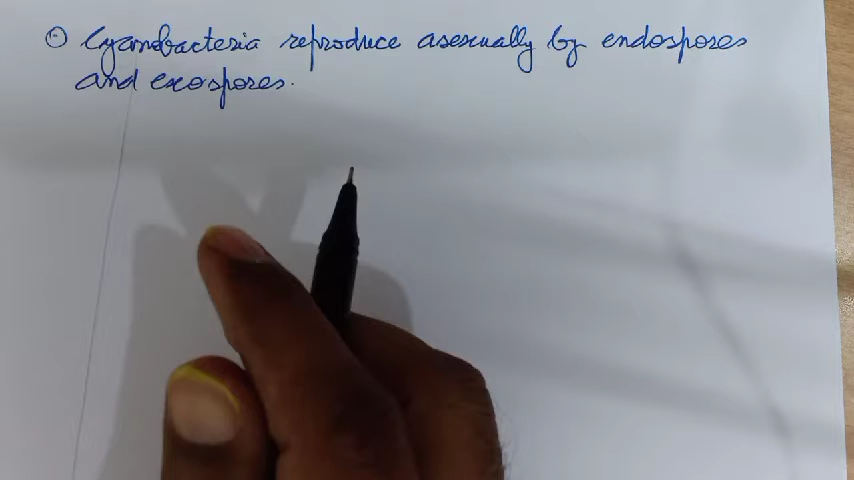 ⊙ Cyanobacteria reproduce asexually by endospores
and exospores.